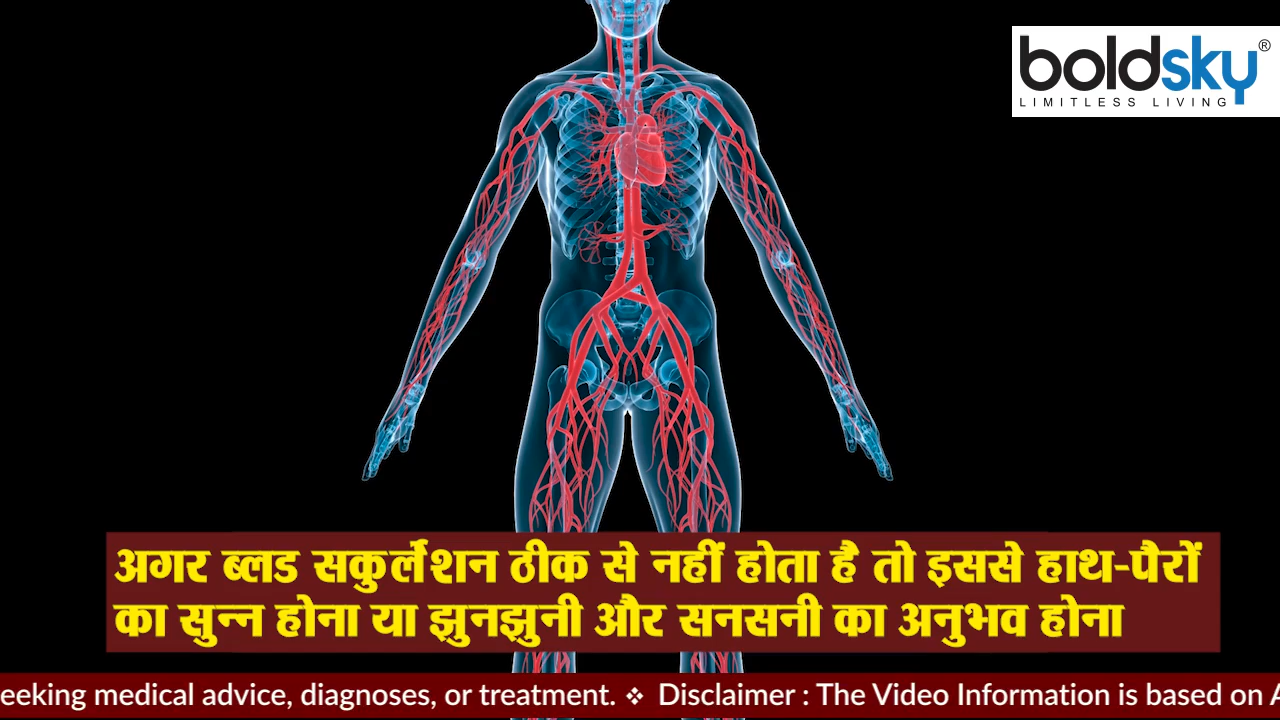 boldsky®
LIMITLESS LIVING
अगर ब्लड सकुर्लेशन ठीक से नहीं होता है तो इससे हाथ-पैरों
का सुन्न होना या झुनझुनी और सनसनी का अनुभव होना
eeking medical advice, diagnoses, or treatment. ❖ Disclaimer : The Video Information is based on A